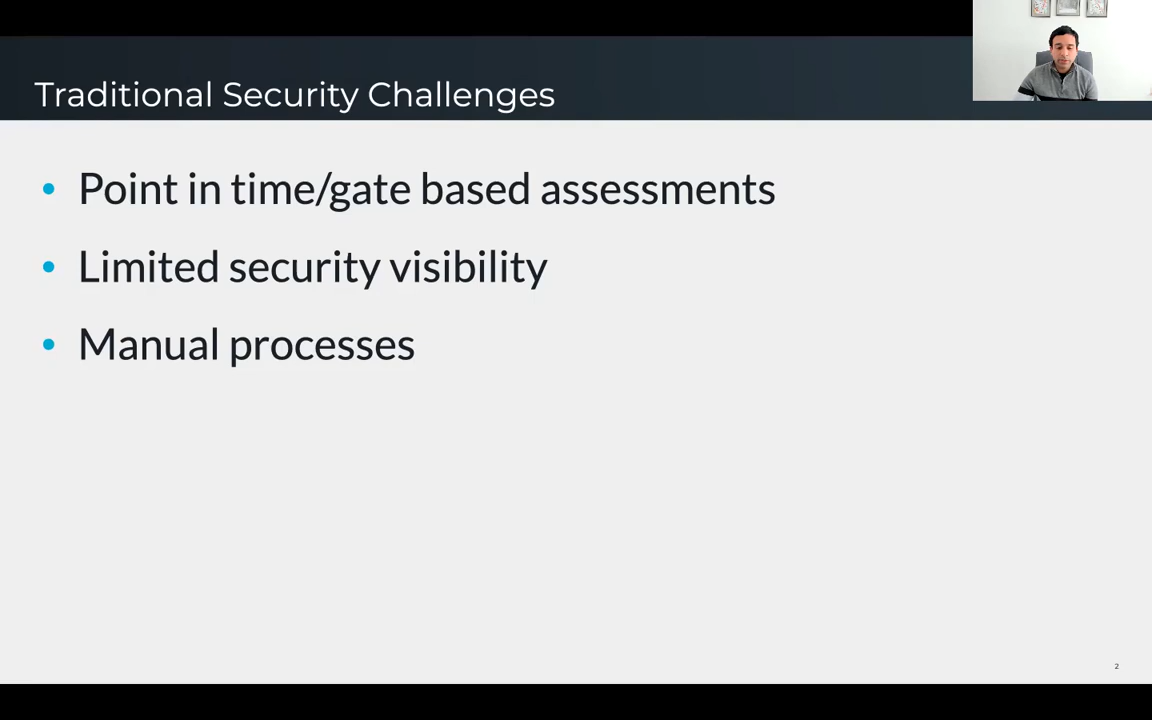 Traditional Security Challenges
• Point in time/gate based assessments
• Limited security visibility
• Manual processes
2